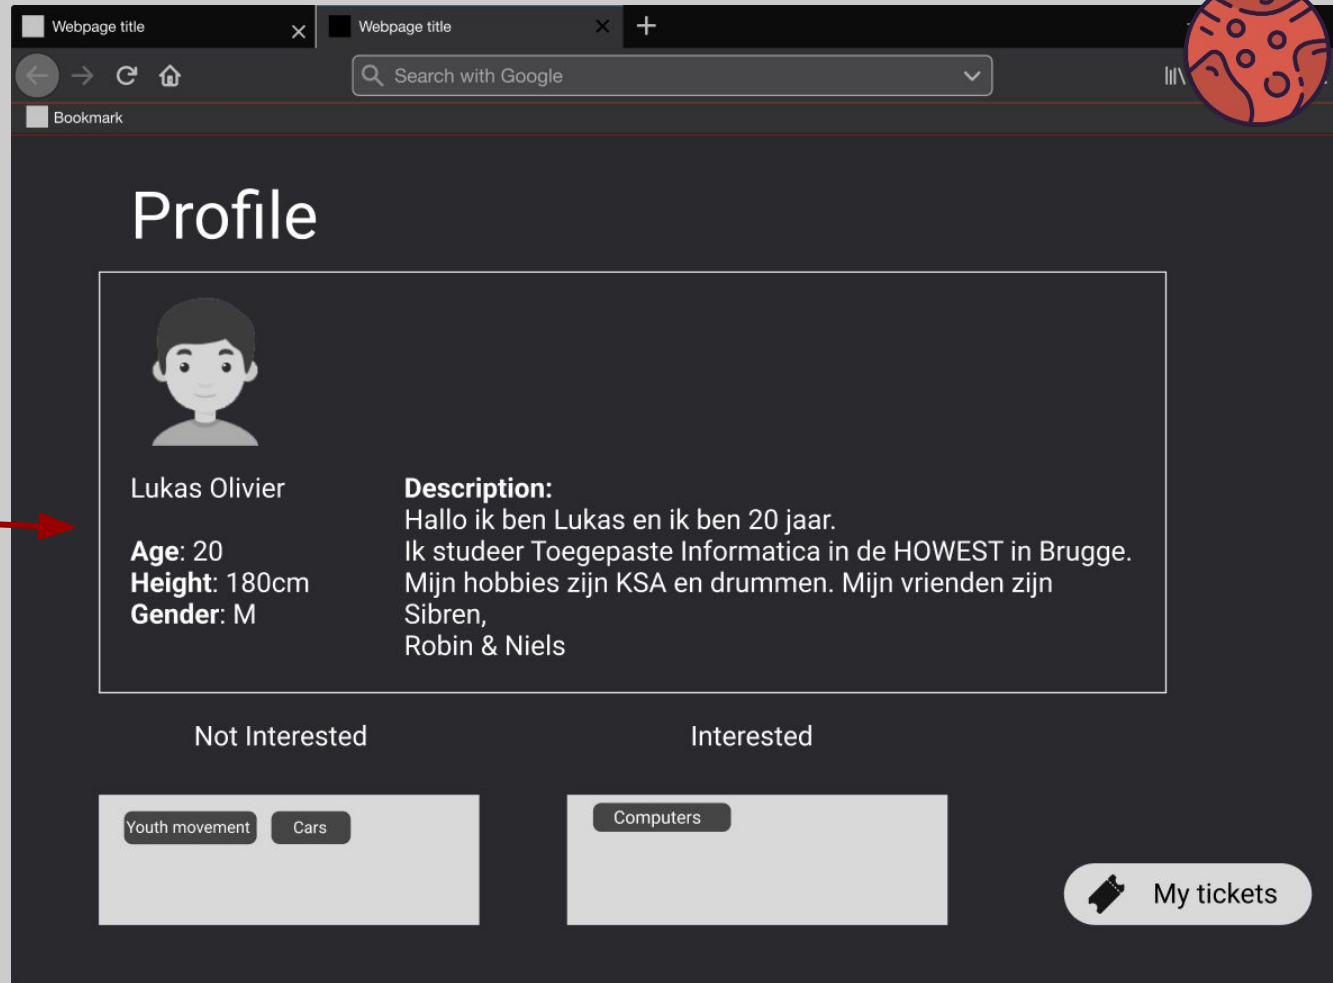 Webpage title
Webpage title
Search with Google
Bookmark
Profile
Lukas Olivier
Age: 20
Height: 180cm
Gender: M
Description:
Hallo ik ben Lukas en ik ben 20 jaar.
Ik studeer Toegepaste Informatica in de HOWEST in Brugge.
Mijn hobbies zijn KSA en drummen. Mijn vrienden zijn
Sibren,
Robin & Niels
Not Interested
Interested
Youth movement
Cars
Computers
My tickets